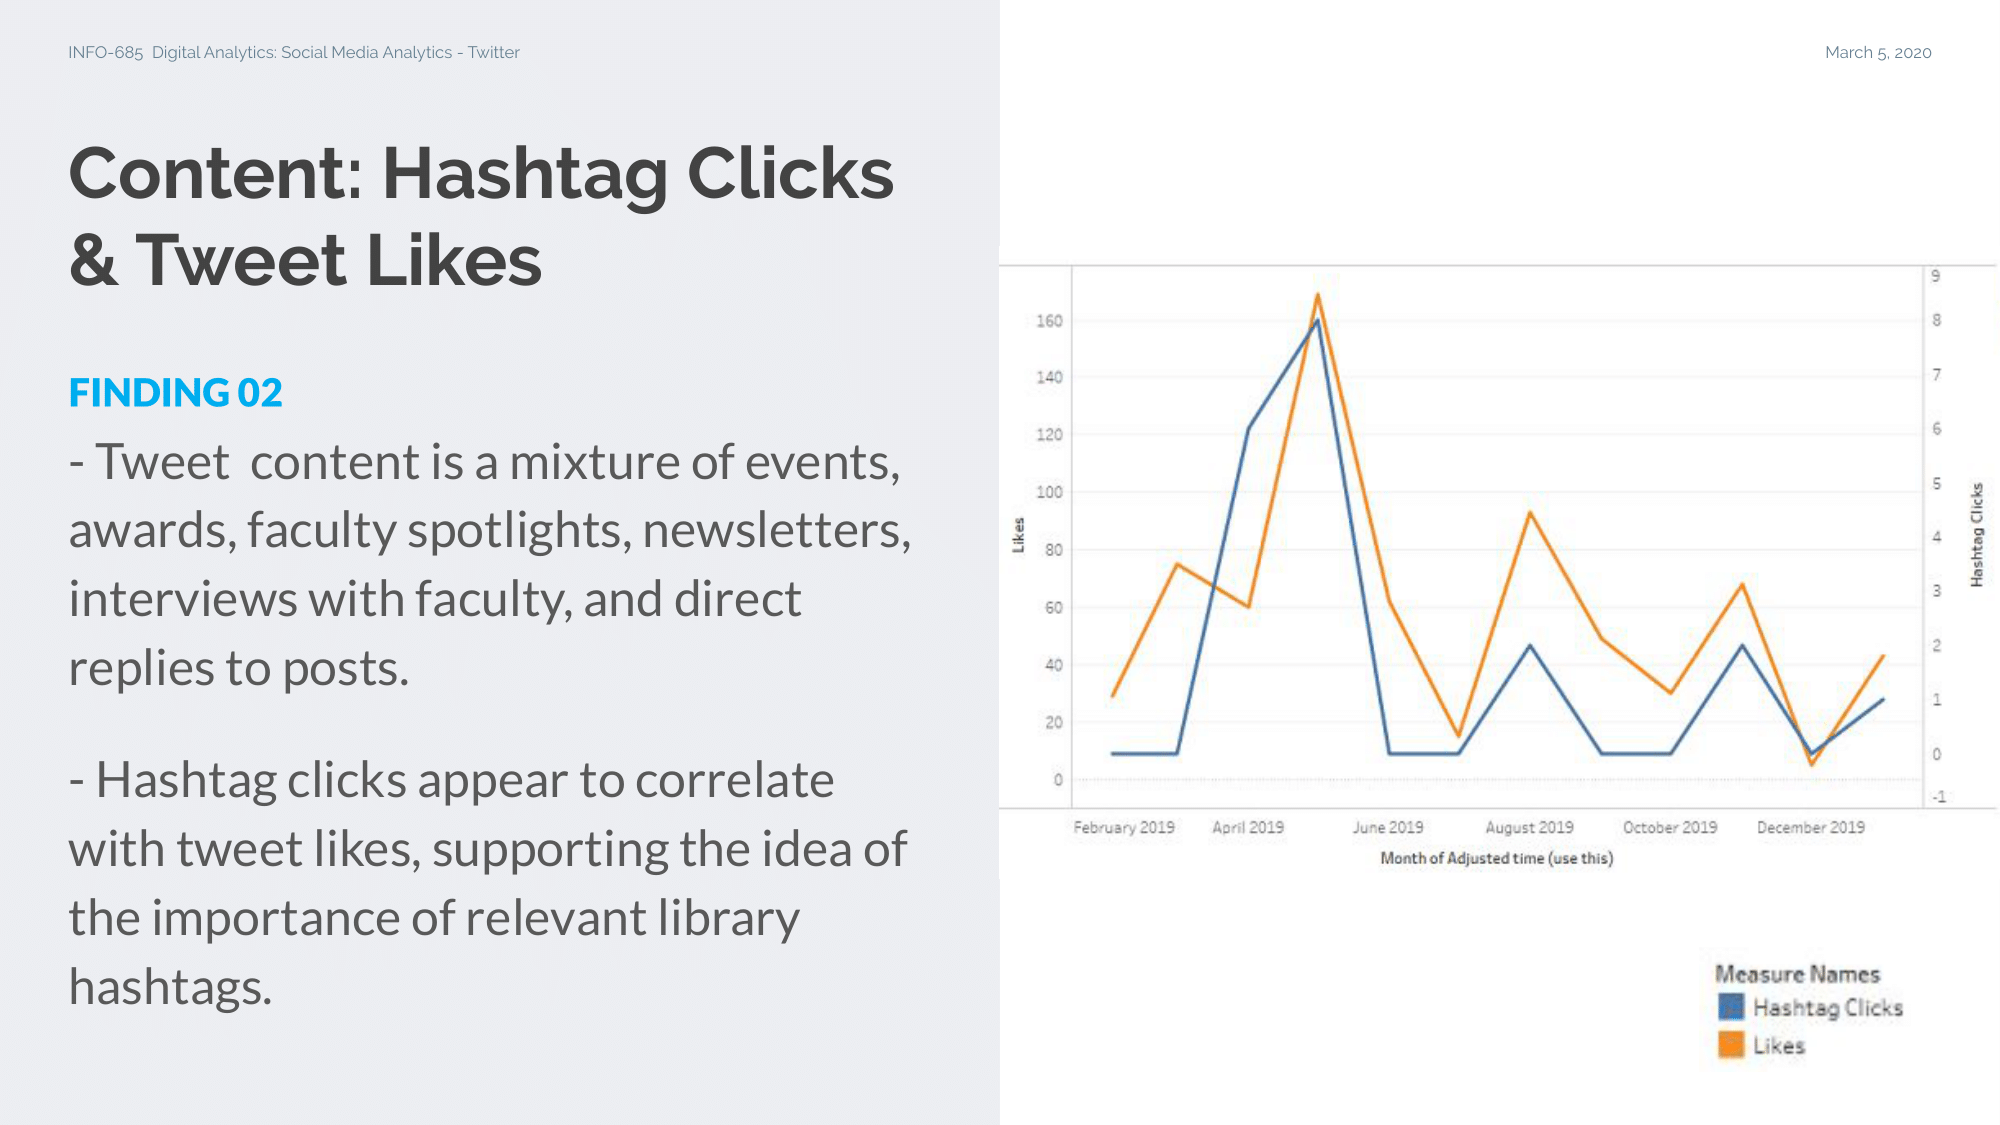 INFO-685 Digital Analytics: Social Media Analytics - Twitter
March 5, 2020
Content: Hashtag Clicks
& Tweet Likes
FINDING 02
- Tweet content is a mixture of events,
awards, faculty spotlights, newsletters,
interviews with faculty, and direct
replies to posts.
- Hashtag clicks appear to correlate
with tweet likes, supporting the idea of
the importance of relevant library
hashtags.
Likes
160
140
120
100
80
60
40
20
0
9
8
7
6
5
4
3
2
1
0
-1
Hashtag Clicks
February 2019 April 2019 June 2019 August 2019 October 2019 December 2019
Month of Adjusted time (use this)
Measure Names
Hashtag Clicks
Likes